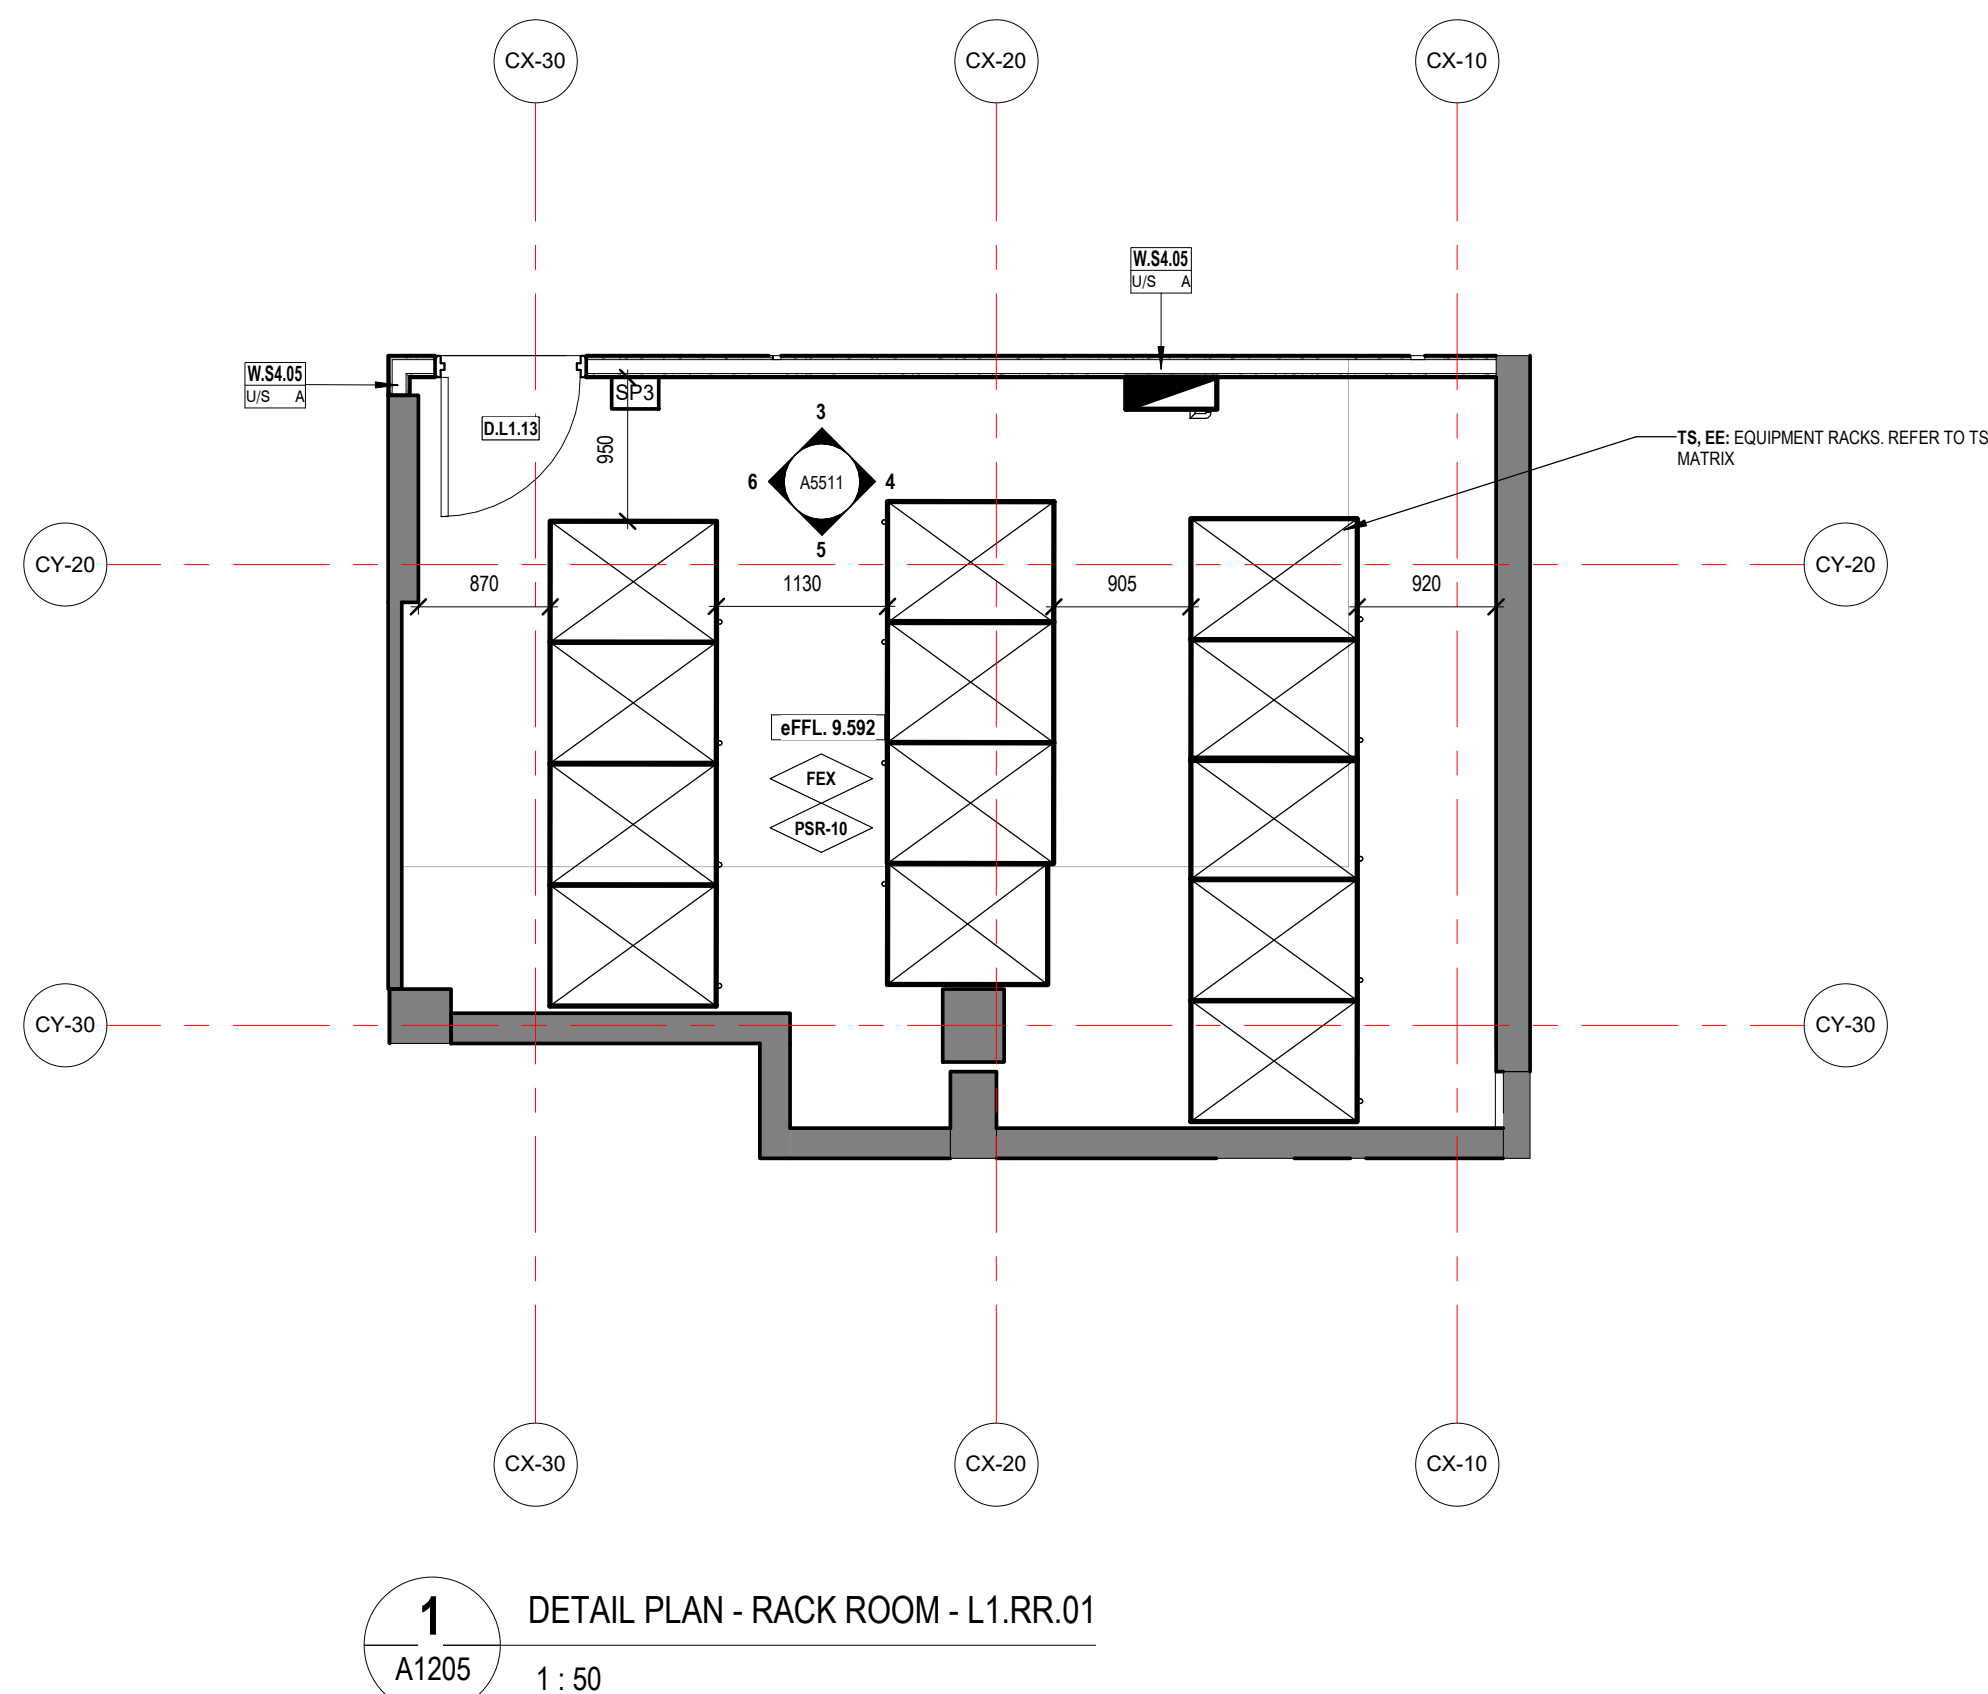 CX-30
CX-20
CX-10
W.S4.05
U/S A
W.S4.05
U/S A
SP3
D.L1.13
950
3
6
A5511
4
5
TS, EE: EQUIPMENT RACKS. REFER TO TS
MATRIX
CY-20
CY-20
870
1130
905
920
eFFL. 9.592
FEX
PSR-10
CY-30
CY-30
CX-30
CX-20
CX-10
1
A1205
DETAIL PLAN - RACK ROOM - L1.RR.01
1 : 50